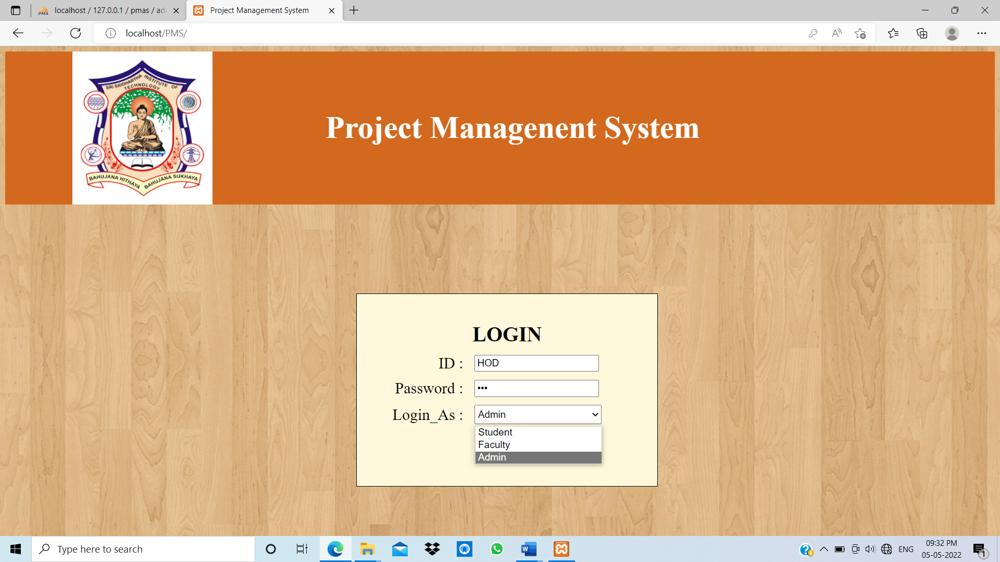 localhost / 127.0.0.1 / pmas / adı
Project Management System
localhost/PMS/
SRI SIDDHARTHA INSTITUTE OF
TECHNOLOGY
BAHUJANA HITHAYA BAHUJANA SUKHAYA
Project Managenent System
LOGIN
ID : HOD
Password : •••
Login_As : Admin
Student
Faculty
Admin
Type here to search
ENG
09:32 PM
05-05-2022
1